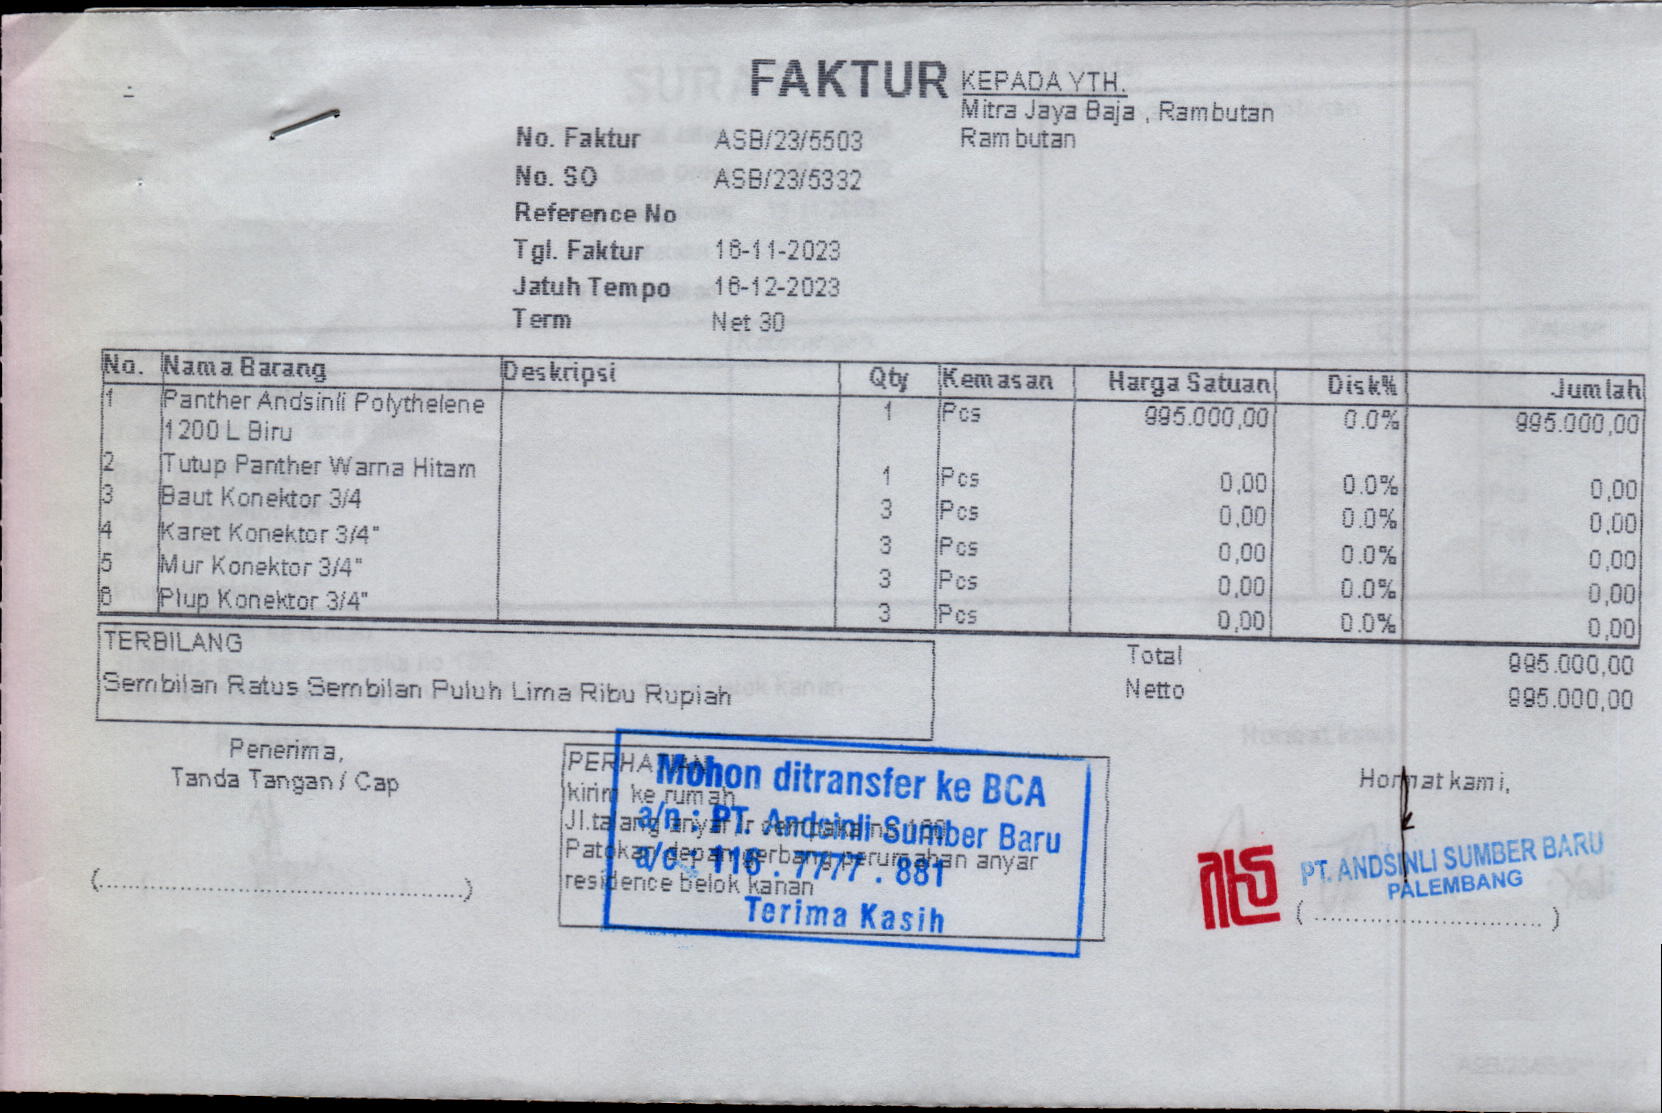 FAKTUR
KEPADA YTH.
Mitra Jaya Baja , Rambutan
Rambutan
No. Faktur ASB/23/5503
No. SO ASB/23/5332
Reference No
Tgl. Faktur 16-11-2023
Jatuh Tempo 16-12-2023
Term Net 30
No. Nama Barang Deskripsi Qty Kemasan Harga Satuan Disk% Jumlah
1 Panther Andsinli Polythelene 1 Pcs 995.000,00 0.0% 995.000,00
1200 L Biru
2 Tutup Panther Warna Hitam 1 Pcs 0,00 0.0% 0,00
3 Baut Konektor 3/4 3 Pcs 0,00 0.0% 0,00
4 Karet Konektor 3/4" 3 Pcs 0,00 0.0% 0,00
5 Mur Konektor 3/4" 3 Pcs 0,00 0.0% 0,00
6 Plup Konektor 3/4" 3 Pcs 0,00 0.0% 0,00
TERBILANG
Sembilan Ratus Sembilan Puluh Lima Ribu Rupiah
Total 995.000,00
Netto 995.000,00
Penerima,
Tanda Tangan / Cap
(..........................................................)
kirim ke rumah
Jl.talang anyar
Patokan depan gerbang perumahan anyar
residence belok kanan
Mohon ditransfer ke BCA
a/n : PT. Andsinli Sumber Baru
a/c : 116 . 7777 . 881
Terima Kasih
Hormat kami,
PT. ANDSINLI SUMBER BARU
PALEMBANG
( .................................... )